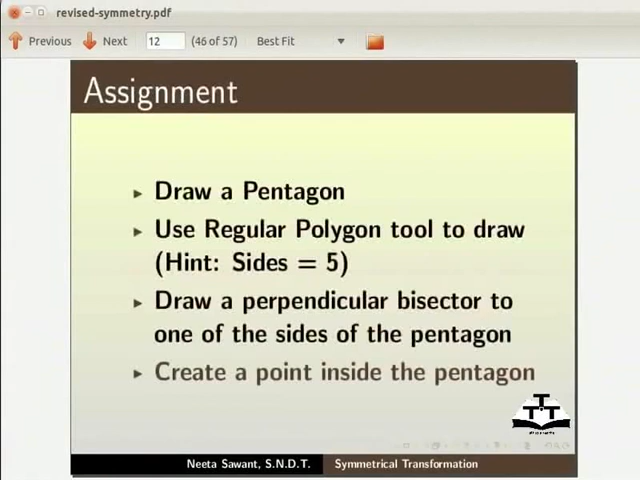 revised-symmetry.pdf
Previous Next 12 (46 of 57) Best Fit
Assignment
Draw a Pentagon
Use Regular Polygon tool to draw
(Hint: Sides = 5)
Draw a perpendicular bisector to
one of the sides of the pentagon
Create a point inside the pentagon
TTT
Neeta Sawant, S.N.D.T. Symmetrical Transformation